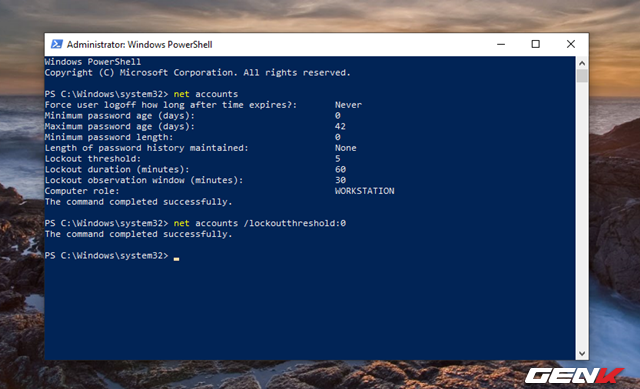 Administrator: Windows PowerShell
Windows PowerShell
Copyright (C) Microsoft Corporation. All rights reserved.
PS C:\Windows\system32> net accounts
Force user logoff how long after time expires?: Never
Minimum password age (days): 0
Maximum password age (days): 42
Minimum password length: 0
Length of password history maintained: None
Lockout threshold: 5
Lockout duration (minutes): 60
Lockout observation window (minutes): 30
Computer role: WORKSTATION
The command completed successfully.
PS C:\Windows\system32> net accounts /lockoutthreshold:0
The command completed successfully.
PS C:\Windows\system32> _
GENK